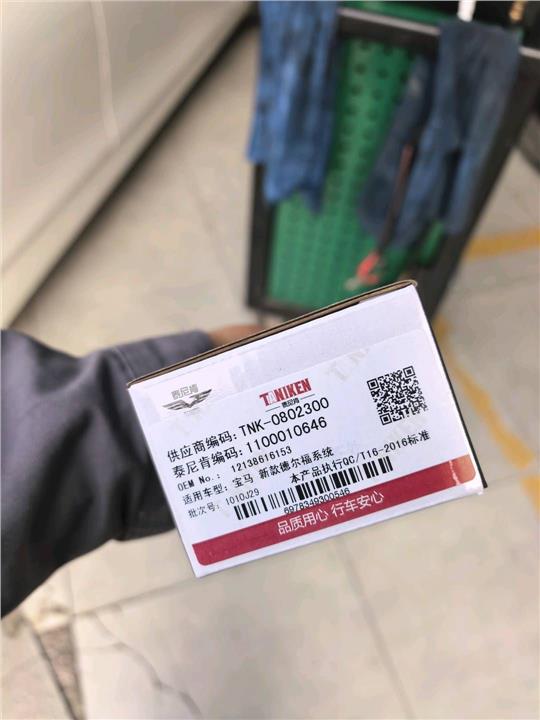 泰尼肯
TANIKEN
泰尼肯
供应商编码: TNK-0802300
泰尼肯编码: 1100010646
OEM No.: 12138616153
适用车型: 宝马 新款德尔福系统
批次号: 1010J29
本产品执行QC/T16-2016标准
6978349300546
品质用心 行车安心